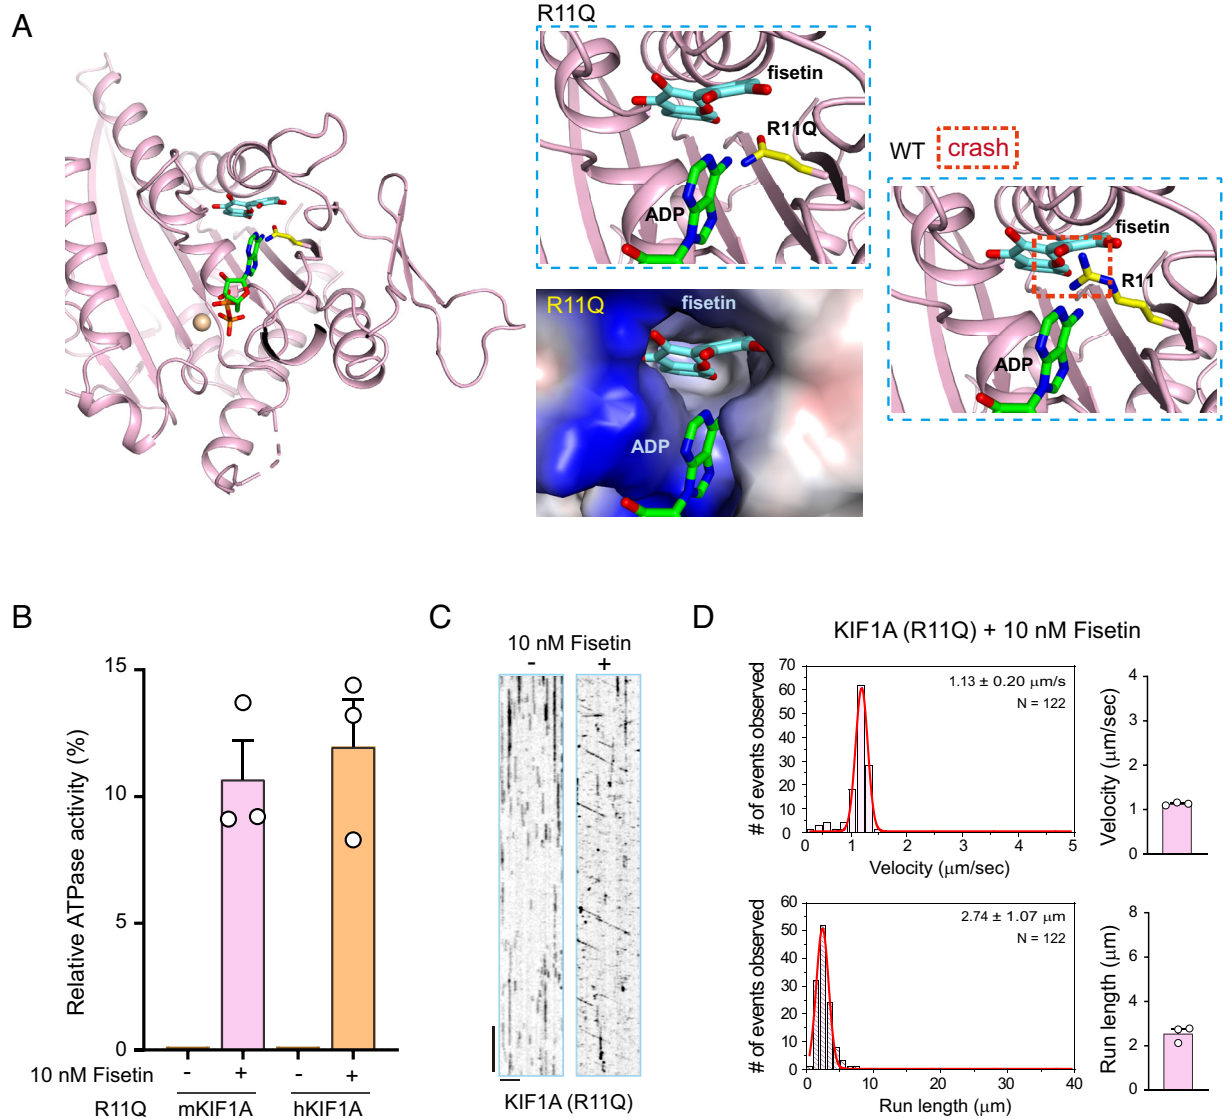 A
R11Q
fisetin
R11Q
ADP
WT crash
fisetin
R11
ADP
R11Q
fisetin
ADP
B
Relative ATPase activity (%)
15
10
5
0
10 nM Fisetin - + - +
R11Q mKIF1A hKIF1A
C
10 nM Fisetin
- +
KIF1A (R11Q)
D
KIF1A (R11Q) + 10 nM Fisetin
# of events observed
70
60
50
40
30
20
10
0
1.13 ± 0.20 μm/s
N = 122
0 1 2 3 4 5
Velocity (μm/sec)
Velocity (μm/sec)
4
2
1
0
# of events observed
60
50
40
30
20
10
0
2.74 ± 1.07 μm
N = 122
0 10 20 30 40
Run length (μm)
Run length (μm)
8
4
2
0